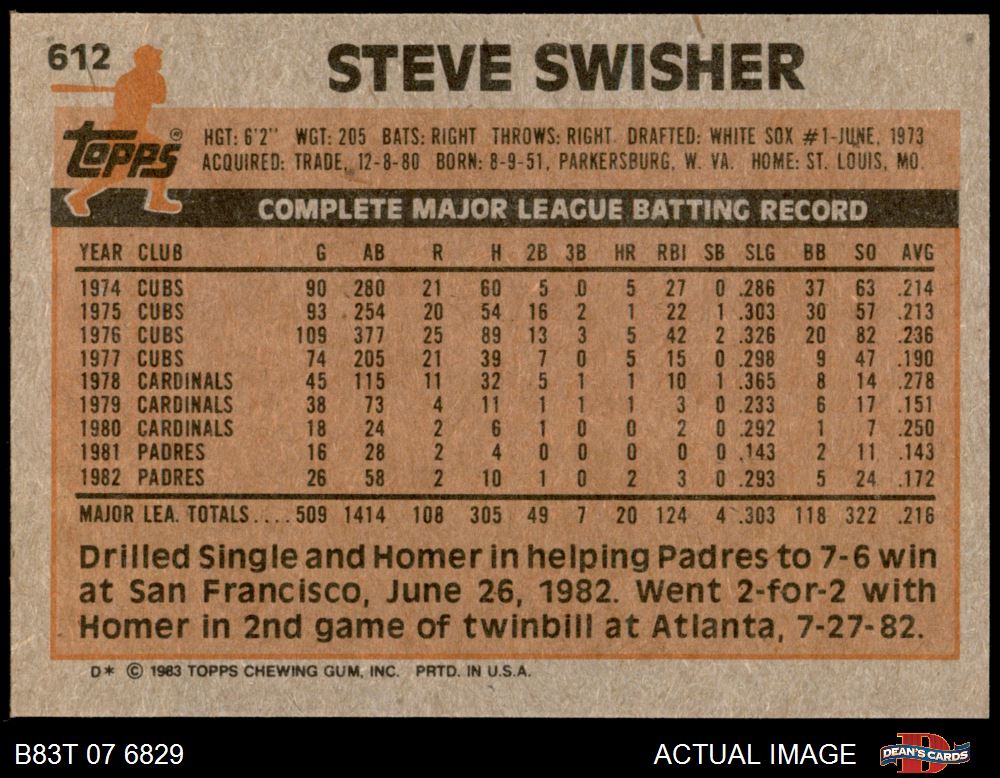 612
STEVE SWISHER
topps®
HGT: 6'2" WGT: 205 BATS: RIGHT THROWS: RIGHT DRAFTED: WHITE SOX #1-JUNE, 1973
ACQUIRED: TRADE, 12-8-80 BORN: 8-9-51, PARKERSBURG, W. VA. HOME: ST. LOUIS, MO.
COMPLETE MAJOR LEAGUE BATTING RECORD
YEAR CLUB G AB R H 2B 3B HR RBI SB SLG BB SO AVG
1974 CUBS 90 280 21 60 5 0 5 27 0 .286 37 63 .214
1975 CUBS 93 254 20 54 16 2 1 22 1 .303 30 57 .213
1976 CUBS 109 377 25 89 13 3 5 42 2 .326 20 82 .236
1977 CUBS 74 205 21 39 7 0 5 15 0 .298 9 47 .190
1978 CARDINALS 45 115 11 32 5 1 1 10 1 .365 8 14 .278
1979 CARDINALS 38 73 4 11 1 1 1 3 0 .233 6 17 .151
1980 CARDINALS 18 24 2 6 1 0 0 2 0 .292 1 7 .250
1981 PADRES 16 28 2 4 0 0 0 0 0 .143 2 11 .143
1982 PADRES 26 58 2 10 1 0 2 3 0 .293 5 24 .172
MAJOR LEA. TOTALS.... 509 1414 108 305 49 7 20 124 4 .303 118 322 .216
Drilled Single and Homer in helping Padres to 7-6 win
at San Francisco, June 26, 1982. Went 2-for-2 with
Homer in 2nd game of twinbill at Atlanta, 7-27-82.
D* © 1983 TOPPS CHEWING GUM, INC. PRTD. IN U.S.A.
B83T 07 6829 ACTUAL IMAGE DEAN'S CARDS